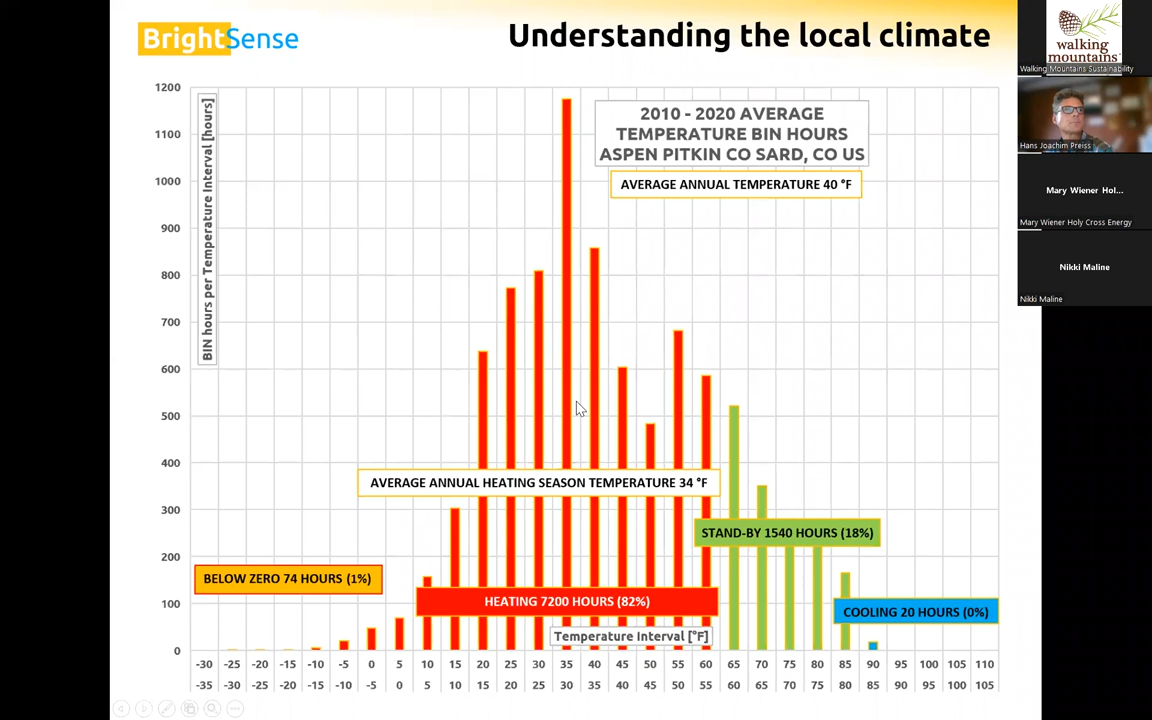 BrightSense
Understanding the local climate
walking
mountains
Walking Mountains Sustainability
Hans Joachim Preiss
Mary Wiener Hol...
Mary Wiener Holy Cross Energy
Nikki Maline
Nikki Maline
BIN hours per Temperature Interval [hours]
1200
1100
1000
900
800
700
600
500
400
300
200
100
0
2010 - 2020 AVERAGE
TEMPERATURE BIN HOURS
ASPEN PITKIN CO SARD, CO US
AVERAGE ANNUAL TEMPERATURE 40 °F
AVERAGE ANNUAL HEATING SEASON TEMPERATURE 34 °F
STAND-BY 1540 HOURS (18%)
BELOW ZERO 74 HOURS (1%)
HEATING 7200 HOURS (82%)
COOLING 20 HOURS (0%)
Temperature Interval [°F]
-30 -25 -20 -15 -10 -5 0 5 10 15 20 25 30 35 40 45 50 55 60 65 70 75 80 85 90 95 100 105 110
-35 -30 -25 -20 -15 -10 -5 0 5 10 15 20 25 30 35 40 45 50 55 60 65 70 75 80 85 90 95 100 105